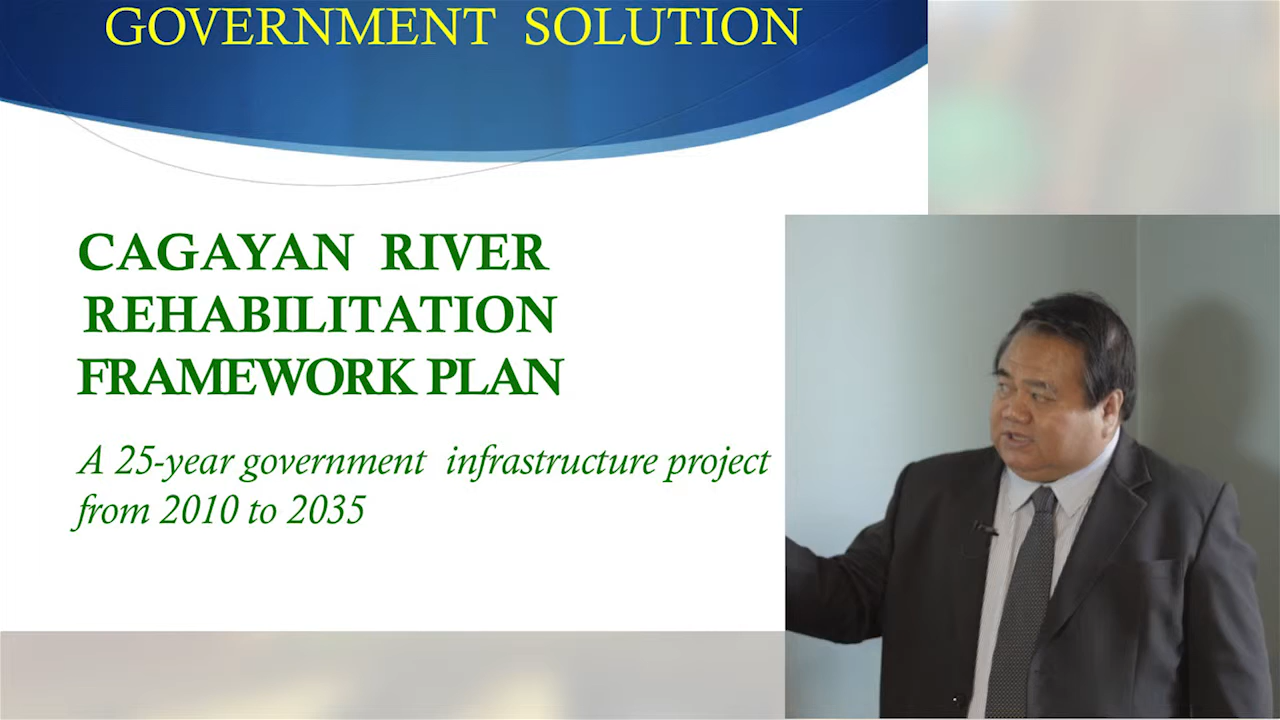 GOVERNMENT SOLUTION
CAGAYAN RIVER
REHABILITATION
FRAMEWORK PLAN
A 25-year government infrastructure project
from 2010 to 2035